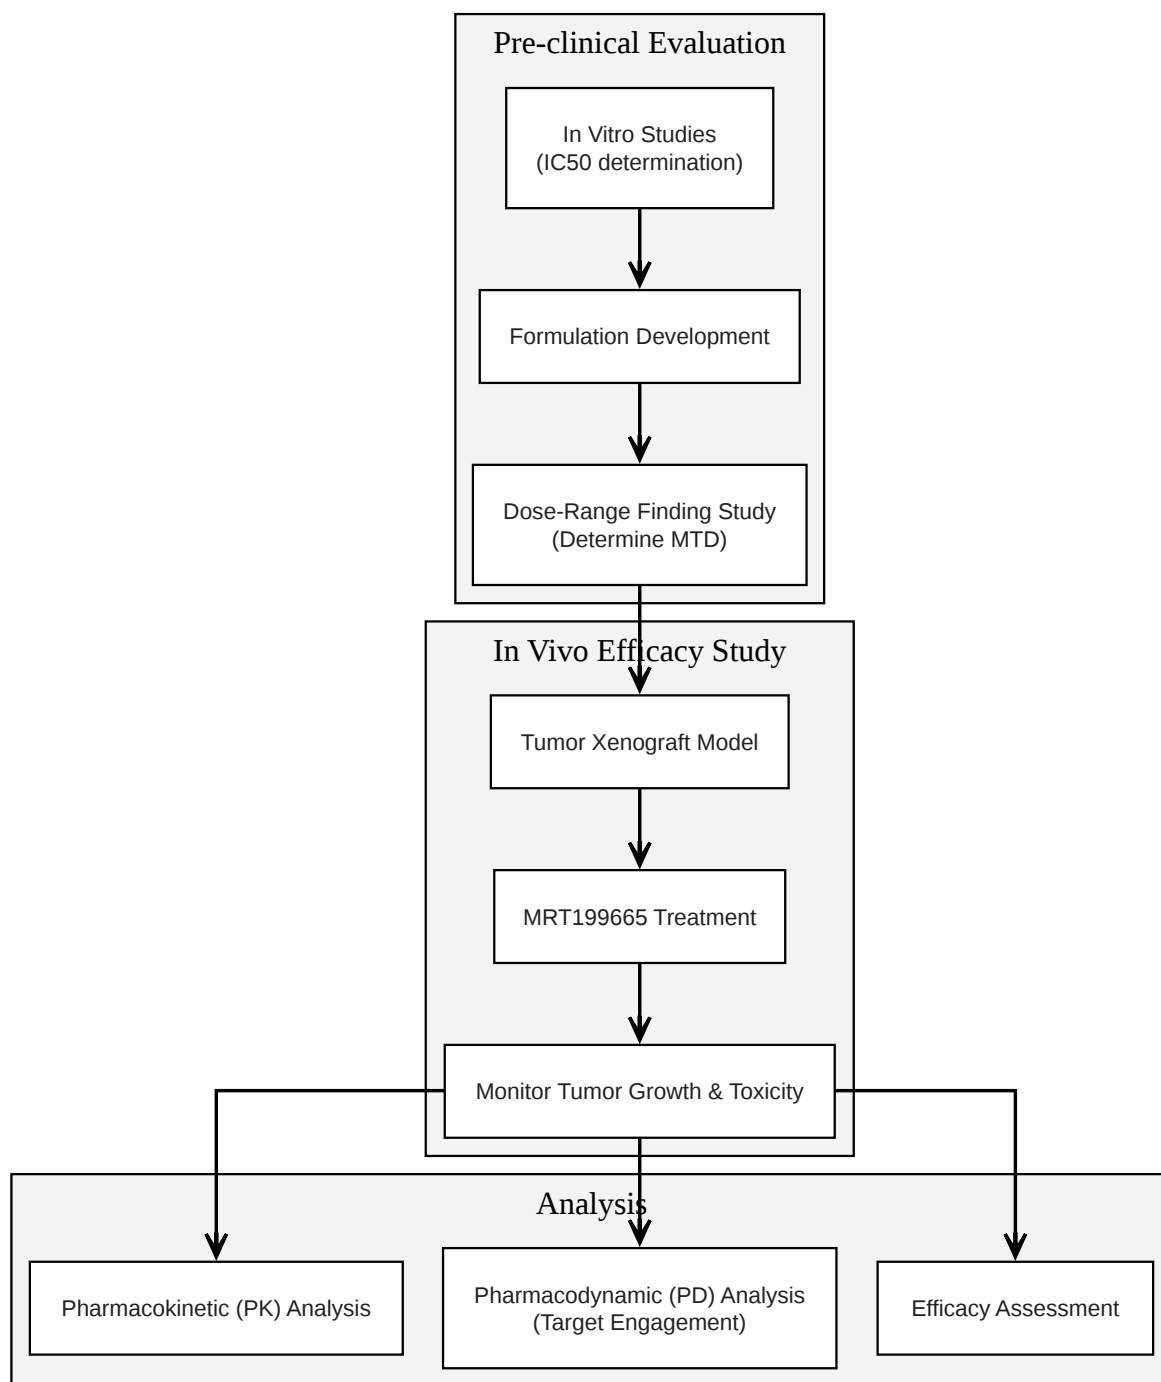 Pre-clinical Evaluation
In Vitro Studies
(IC50 determination)
Formulation Development
Dose-Range Finding Study
(Determine MTD)
In Vivo Efficacy Study
Tumor Xenograft Model
MRT199665 Treatment
Monitor Tumor Growth & Toxicity
Analysis
Pharmacokinetic (PK) Analysis
Pharmacodynamic (PD) Analysis
(Target Engagement)
Efficacy Assessment